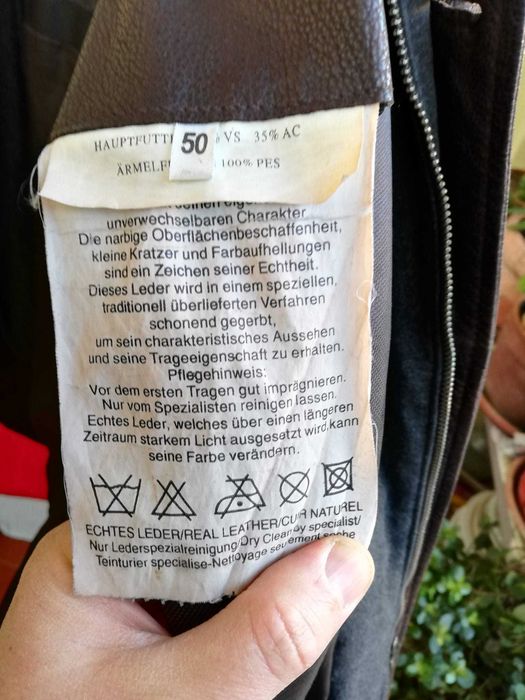 HAUPTFUTT 50 VS 35% AC
ÄRMELF 100% PES
unverwechselbaren Charakter
Die narbige Oberflächenbeschaffenheit,
kleine Kratzer und Farbaufhellungen
sind ein Zeichen seiner Echtheit.
Dieses Leder wird in einem speziellen,
traditionell überlieferten Verfahren
schonend gegerbt,
um sein charakteristisches Aussehen
und seine Trageeigenschaft zu erhalten.
Pflegehinweis:
Vor dem ersten Tragen gut imprägnieren.
Nur vom Spezialisten reinigen lassen.
Echtes Leder, welches über einen längeren
Zeitraum starkem Licht ausgesetzt wird,kann
seine Farbe verändern.
ECHTES LEDER/REAL LEATHER/CUIR NATUREL
Nur Lederspezialreinigung/Dry Clean by specialist/
Teinturier specialise-Nettoyage seulement